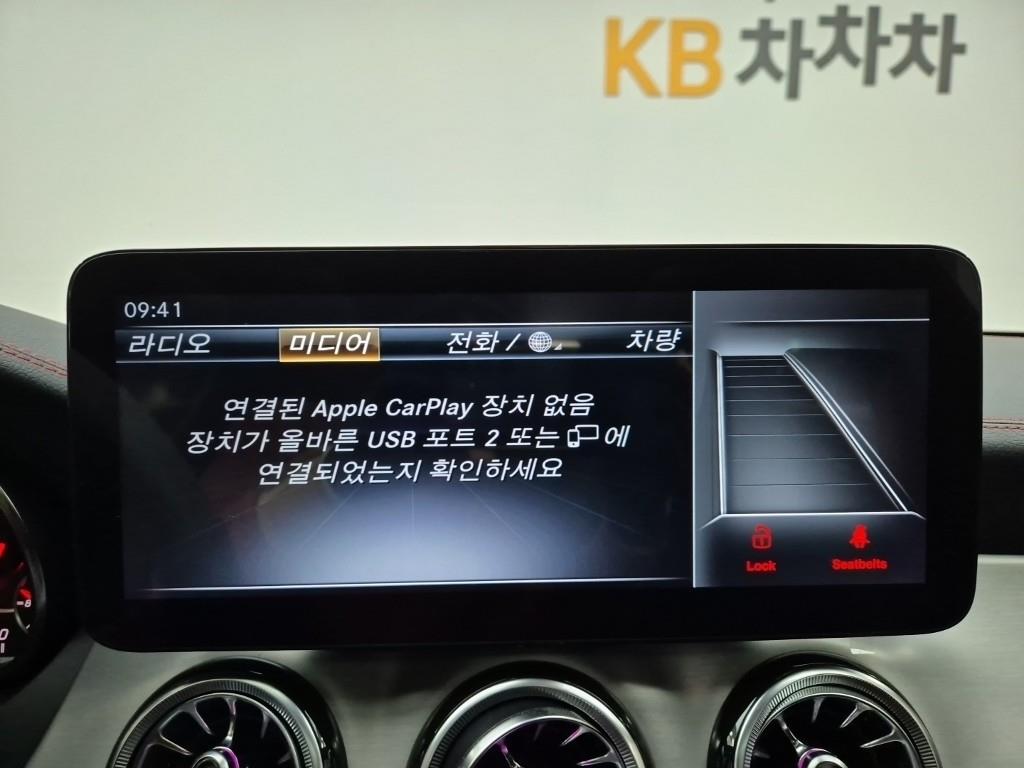 KB 차차차
09:41
라디오 미디어 전화 / 차량
연결된 Apple CarPlay 장치 없음
장치가 올바른 USB 포트 2 또는 에
연결되었는지 확인하세요
Lock Seatbelts